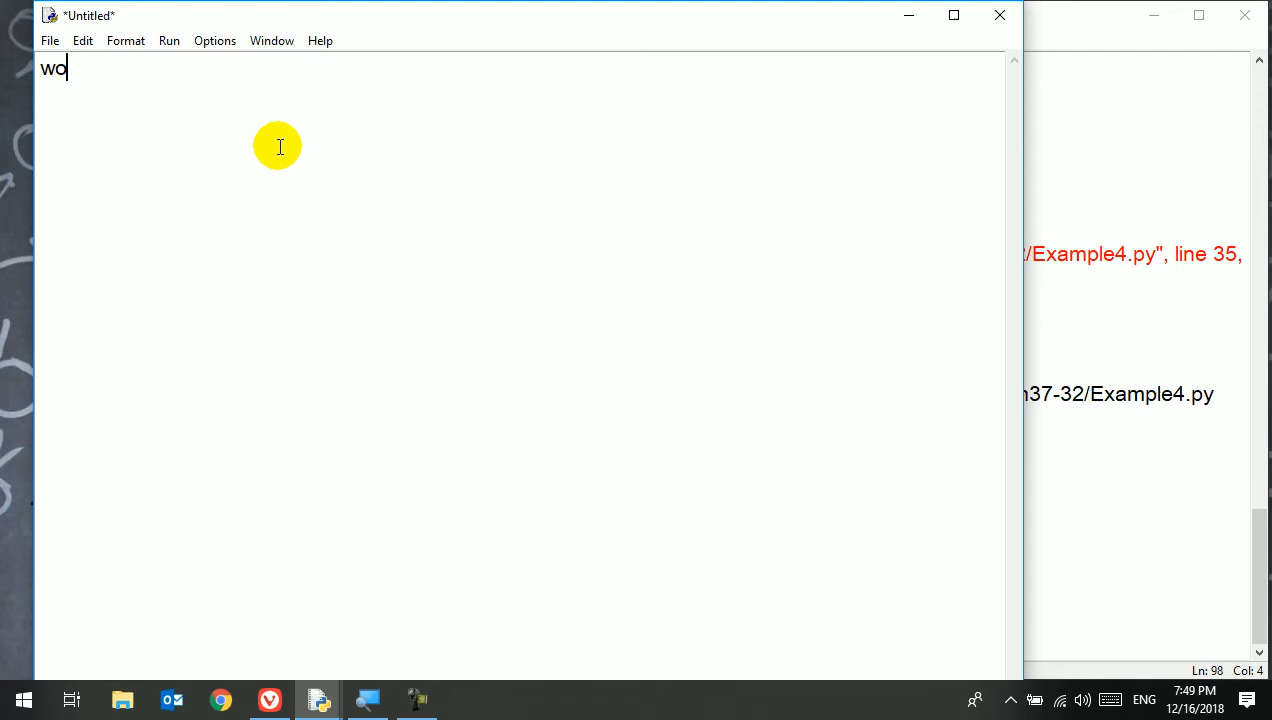 *Untitled*
File Edit Format Run Options Window Help
wo
/Example4.py", line 35,
n37-32/Example4.py
Ln: 98 Col: 4
ENG
7:49 PM
12/16/2018